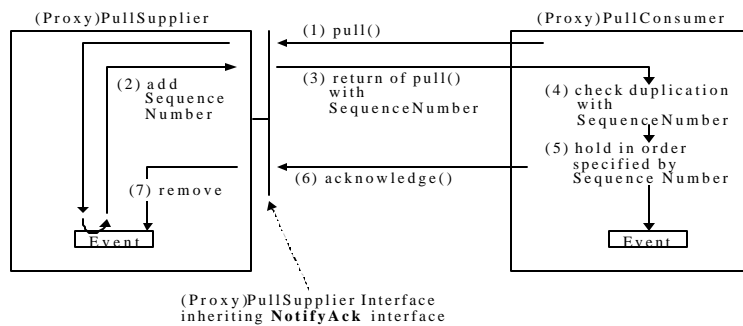 (Proxy)PullSupplier
(Proxy)PullConsumer
(1) pull()
(2) add
Sequence
Number
(3) return of pull()
with
SequenceNumber
(4) check duplication
with
SequenceNumber
(5) hold in order
specified by
Sequence Number
(6) acknowledge()
(7) remove
Event
Event
(Proxy)PullSupplier Interface
inheriting NotifyAck interface